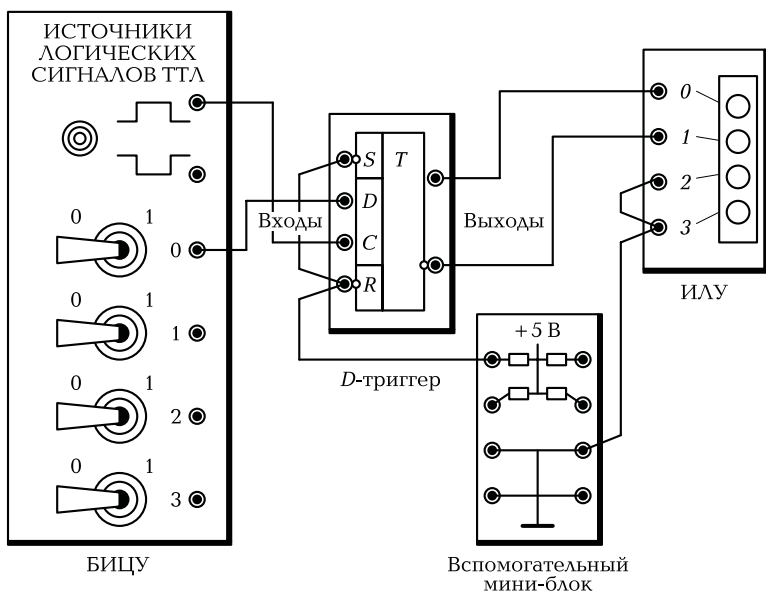 ИСТОЧНИКИ
ЛОГИЧЕСКИХ
СИГНАЛОВ ТТЛ
0 1
0
0 1
1
0 1
2
0 1
3
БИЦУ
Входы
S T
D
C
R
D-триггер
Выходы
0
1
2
3
ИЛУ
+5 В
Вспомогательный
мини-блок